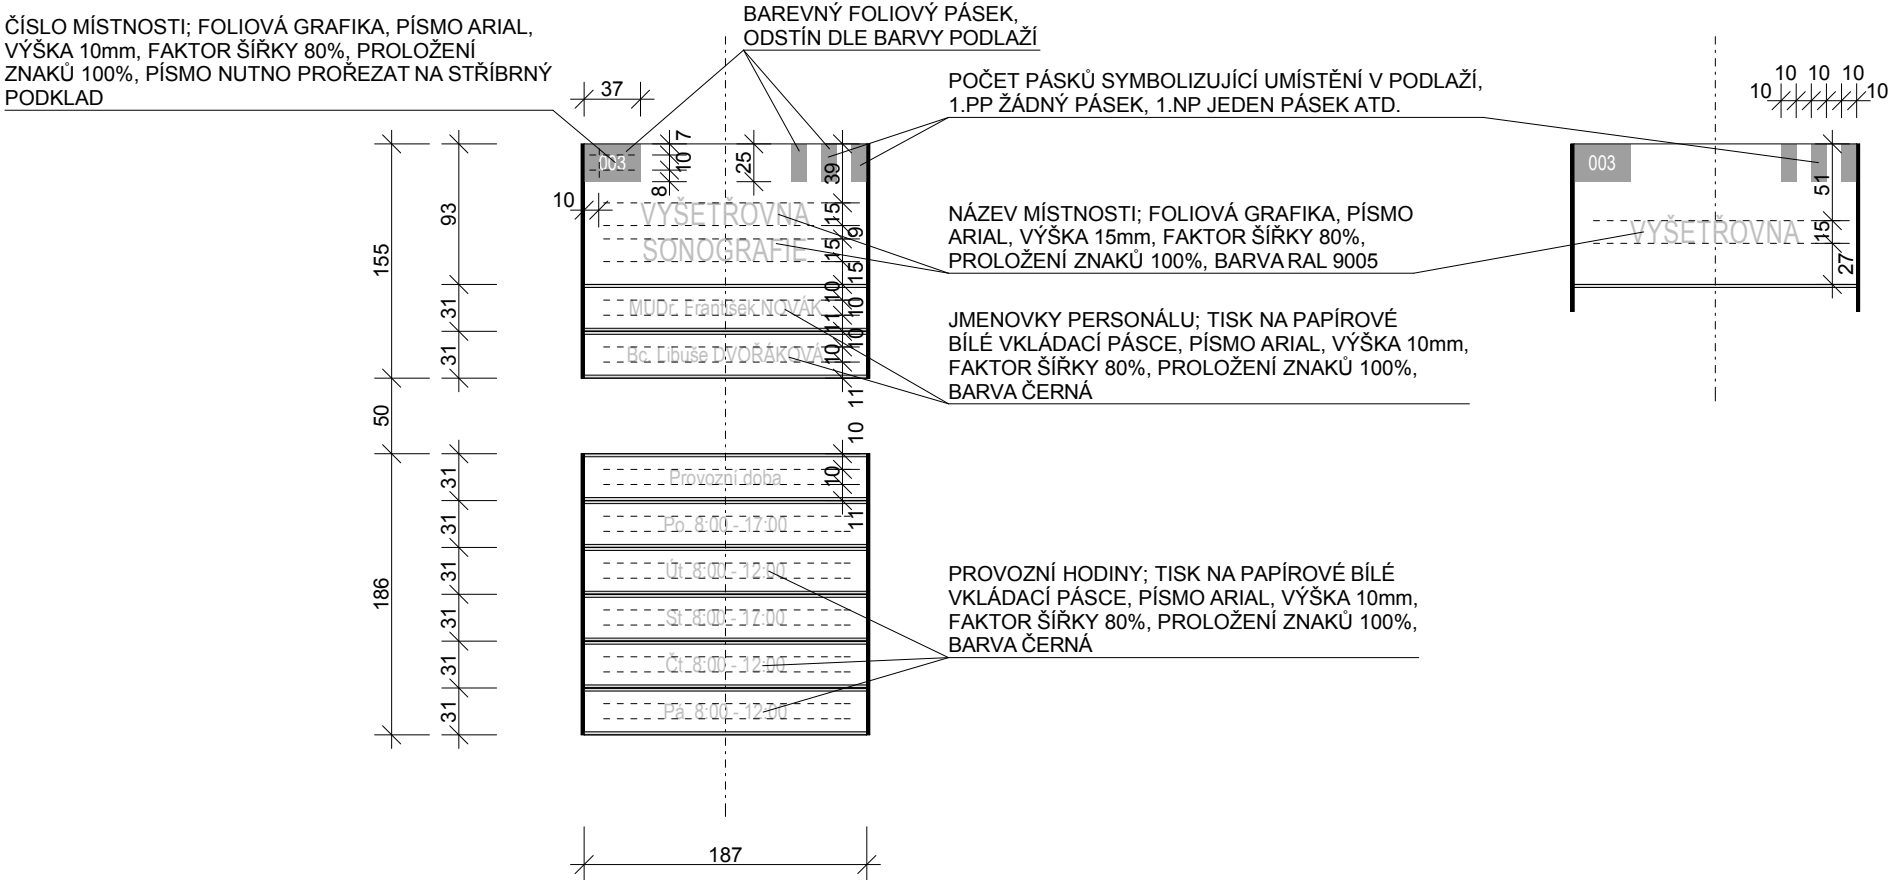 ČÍSLO MÍSTNOSTI; FOLIOVÁ GRAFIKA, PÍSMO ARIAL,
VÝŠKA 10mm, FAKTOR ŠÍŘKY 80%, PROLOŽENÍ
ZNAKŮ 100%, PÍSMO NUTNO PROŘEZAT NA STŘÍBRNÝ
PODKLAD
BAREVNÝ FOLIOVÝ PÁSEK,
ODSTÍN DLE BARVY PODLAŽÍ
POČET PÁSKŮ SYMBOLIZUJÍCÍ UMÍSTĚNÍ V PODLAŽÍ,
1.PP ŽÁDNÝ PÁSEK, 1.NP JEDEN PÁSEK ATD.
10 10 10
10 10
37
003
7
10
8
25
39
10
VYŠETŘOVNA
SONOGRAFIE
15
9
15
15
MUDr. František NOVÁK
10
10
11
Bc. Libuše DVOŘÁKOVÁ
10
10
11
93
31
31
155
50
186
NÁZEV MÍSTNOSTI; FOLIOVÁ GRAFIKA, PÍSMO
ARIAL, VÝŠKA 15mm, FAKTOR ŠÍŘKY 80%,
PROLOŽENÍ ZNAKŮ 100%, BARVA RAL 9005
003
VYŠETŘOVNA
51
15
27
JMENOVKY PERSONÁLU; TISK NA PAPÍROVÉ
BÍLÉ VKLÁDACÍ PÁSCE, PÍSMO ARIAL, VÝŠKA 10mm,
FAKTOR ŠÍŘKY 80%, PROLOŽENÍ ZNAKŮ 100%,
BARVA ČERNÁ
10
10
11
31
Provozní doba
31
Po 8:00 - 17:00
31
Út 8:00 - 12:00
31
St 8:00 - 17:00
31
Čt 8:00 - 12:00
31
Pá 8:00 - 12:00
PROVOZNÍ HODINY; TISK NA PAPÍROVÉ BÍLÉ
VKLÁDACÍ PÁSCE, PÍSMO ARIAL, VÝŠKA 10mm,
FAKTOR ŠÍŘKY 80%, PROLOŽENÍ ZNAKŮ 100%,
BARVA ČERNÁ
187